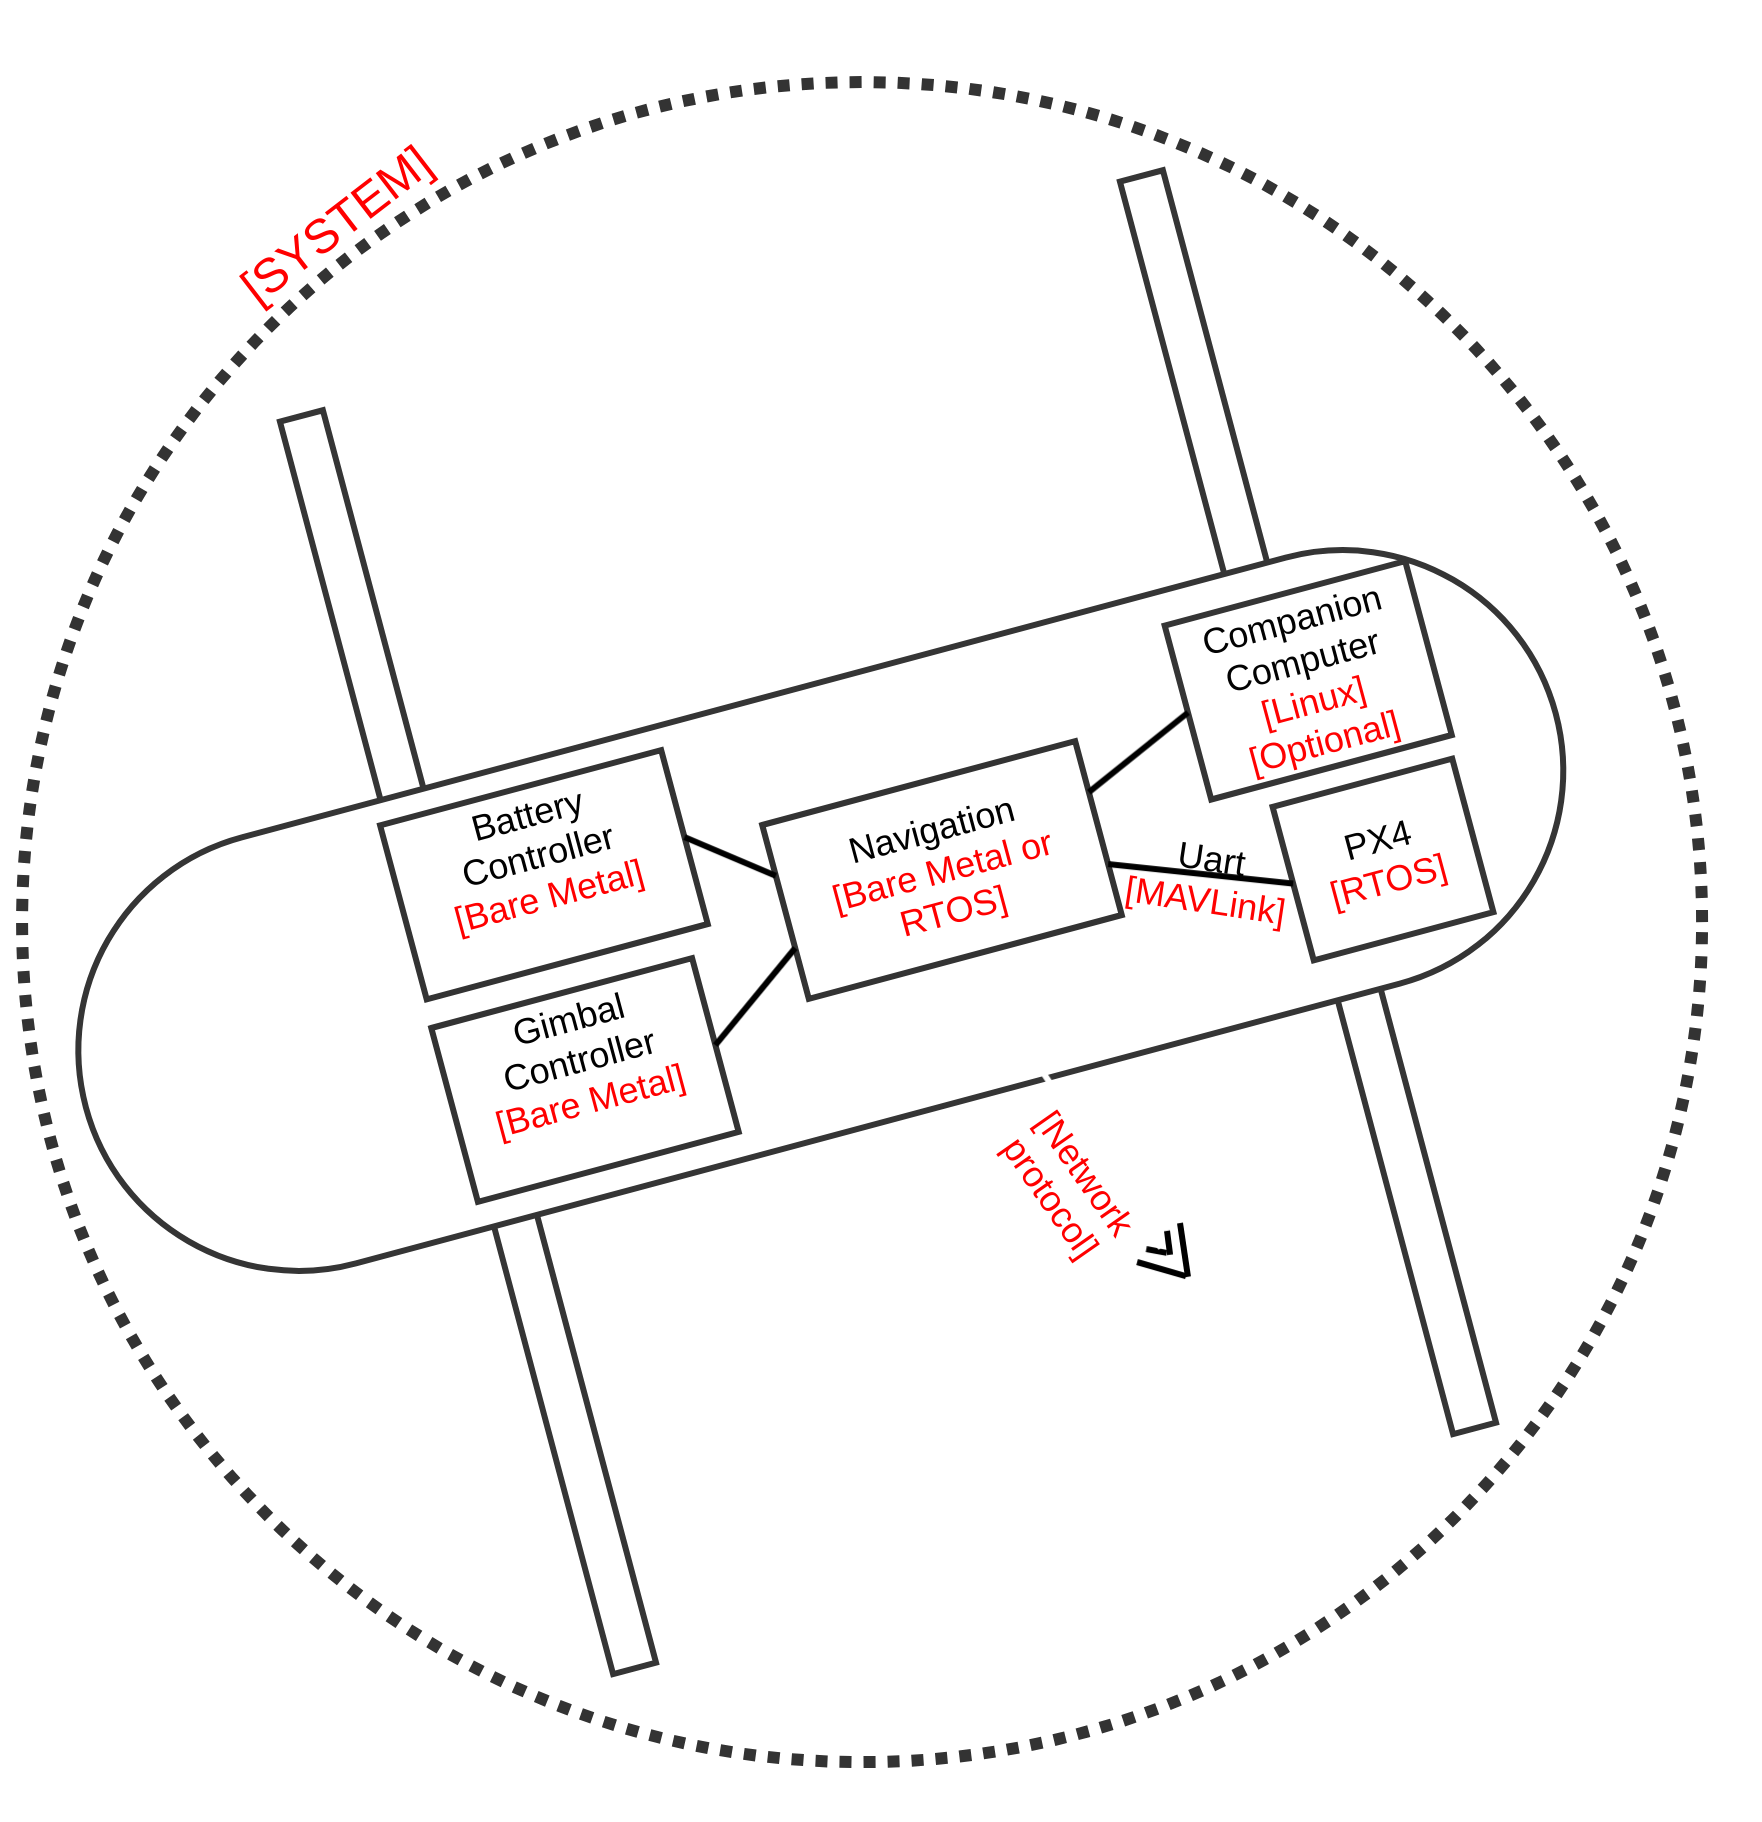 [SYSTEM]
Companion
Computer
[Linux]
[Optional]
Battery
Controller
[Bare Metal]
Navigation
[Bare Metal or
RTOS]
Uart
[MAVLink]
PX4
[RTOS]
Gimbal
Controller
[Bare Metal]
[Network
protocol]